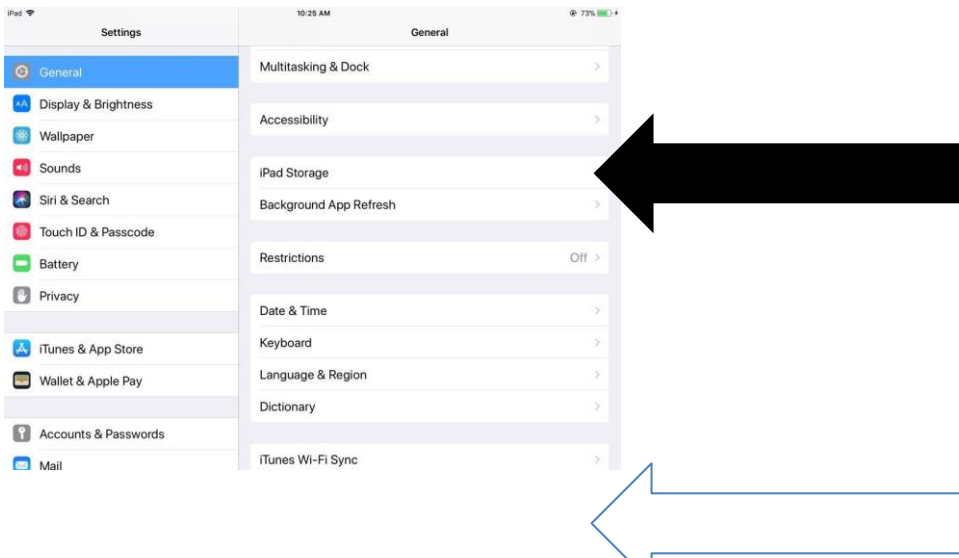 iPad 10:25 AM 73%
Settings
General
General
Display & Brightness
Wallpaper
Sounds
Siri & Search
Touch ID & Passcode
Battery
Privacy
iTunes & App Store
Wallet & Apple Pay
Accounts & Passwords
Mail
Multitasking & Dock
Accessibility
iPad Storage
Background App Refresh
Restrictions Off
Date & Time
Keyboard
Language & Region
Dictionary
iTunes Wi-Fi Sync